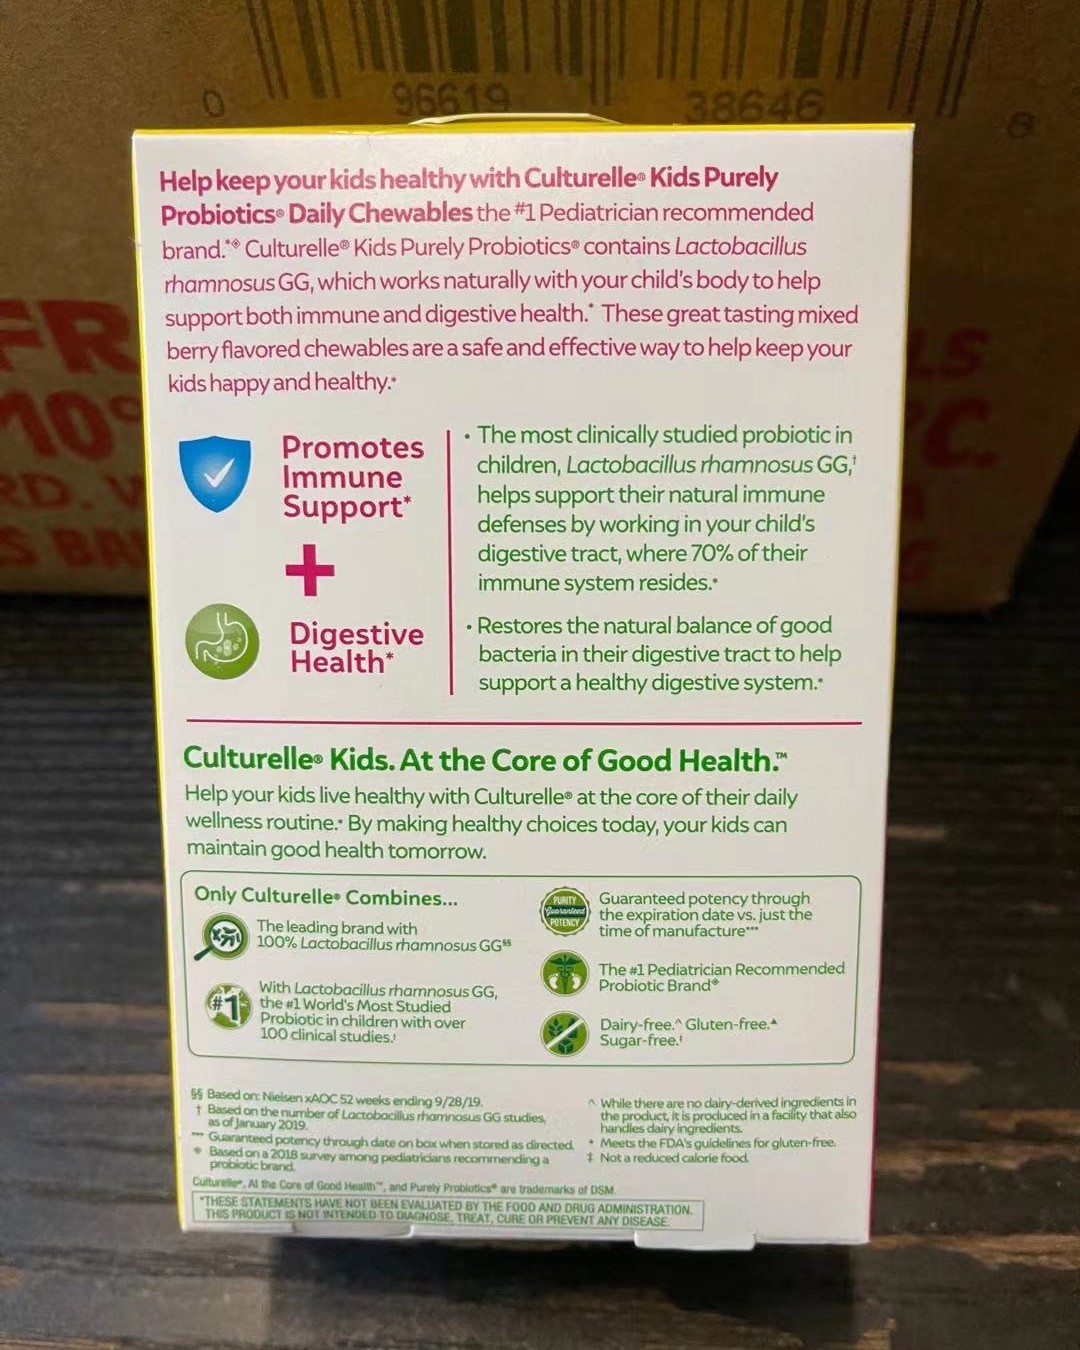 0 96619 38646 8
FR
10%
RD. W
S BA
LS
C.
Help keep your kids healthy with Culturelle® Kids Purely
Probiotics® Daily Chewables the #1 Pediatrician recommended
brand.*◈ Culturelle® Kids Purely Probiotics® contains Lactobacillus
rhamnosus GG, which works naturally with your child's body to help
support both immune and digestive health.* These great tasting mixed
berry flavored chewables are a safe and effective way to help keep your
kids happy and healthy.*
Promotes
Immune
Support*
+
Digestive
Health*
• The most clinically studied probiotic in
children, Lactobacillus rhamnosus GG,†
helps support their natural immune
defenses by working in your child's
digestive tract, where 70% of their
immune system resides.*
• Restores the natural balance of good
bacteria in their digestive tract to help
support a healthy digestive system.*
Culturelle® Kids. At the Core of Good Health.™
Help your kids live healthy with Culturelle® at the core of their daily
wellness routine.* By making healthy choices today, your kids can
maintain good health tomorrow.
Only Culturelle® Combines...
The leading brand with
100% Lactobacillus rhamnosus GG§§
#1
With Lactobacillus rhamnosus GG,
the #1 World's Most Studied
Probiotic in children with over
100 clinical studies.†
PURITY
Guaranteed
POTENCY
Guaranteed potency through
the expiration date vs. just the
time of manufacture***
The #1 Pediatrician Recommended
Probiotic Brand◈
Dairy-free.^ Gluten-free.▲
Sugar-free.‡
§§ Based on: Nielsen xAOC 52 weeks ending 9/28/19.
† Based on the number of Lactobacillus rhamnosus GG studies,
as of January 2019.
*** Guaranteed potency through date on box when stored as directed.
◈ Based on a 2018 survey among pediatricians recommending a
probiotic brand.
^ While there are no dairy-derived ingredients in
the product, it is produced in a facility that also
handles dairy ingredients.
▲ Meets the FDA's guidelines for gluten-free.
‡ Not a reduced calorie food.
Culturelle®, At the Core of Good Health™, and Purely Probiotics® are trademarks of DSM.
*THESE STATEMENTS HAVE NOT BEEN EVALUATED BY THE FOOD AND DRUG ADMINISTRATION.
THIS PRODUCT IS NOT INTENDED TO DIAGNOSE, TREAT, CURE OR PREVENT ANY DISEASE.